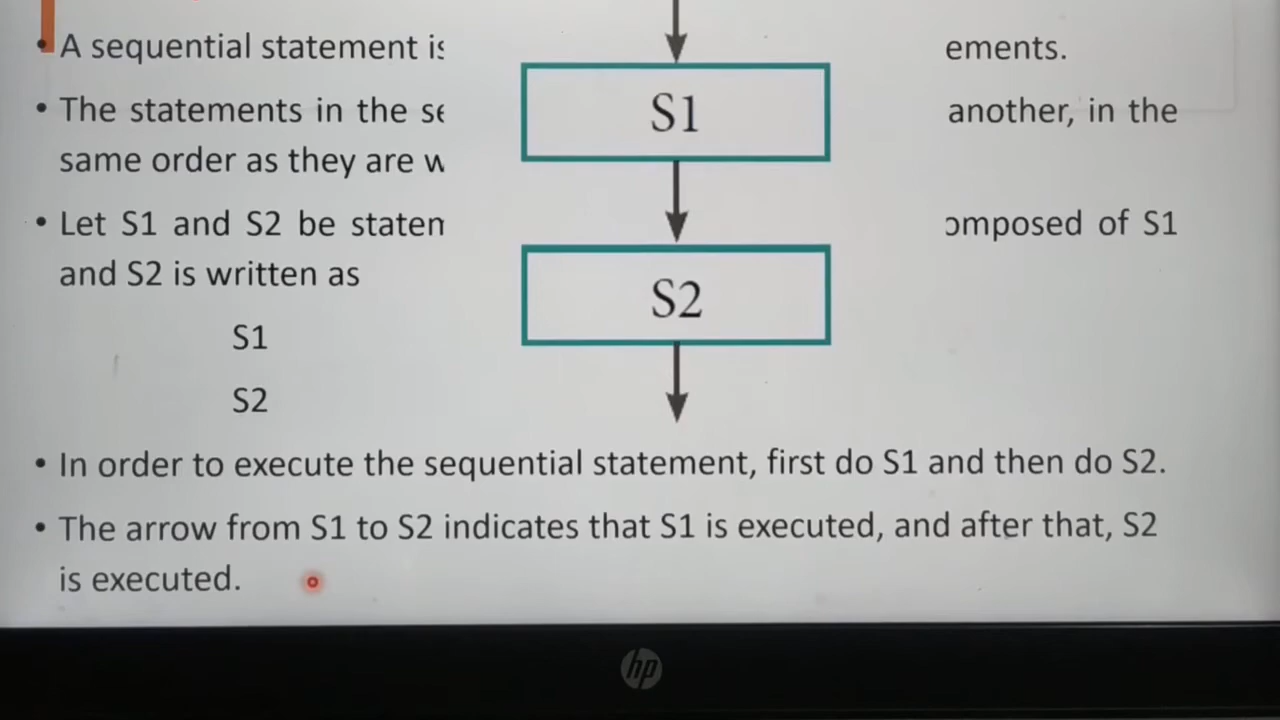 • A sequential statement is ements.
S1
• The statements in the se another, in the
same order as they are w
• Let S1 and S2 be statem omposed of S1
and S2 is written as
S2
S1
S2
• In order to execute the sequential statement, first do S1 and then do S2.
• The arrow from S1 to S2 indicates that S1 is executed, and after that, S2
is executed.
hp